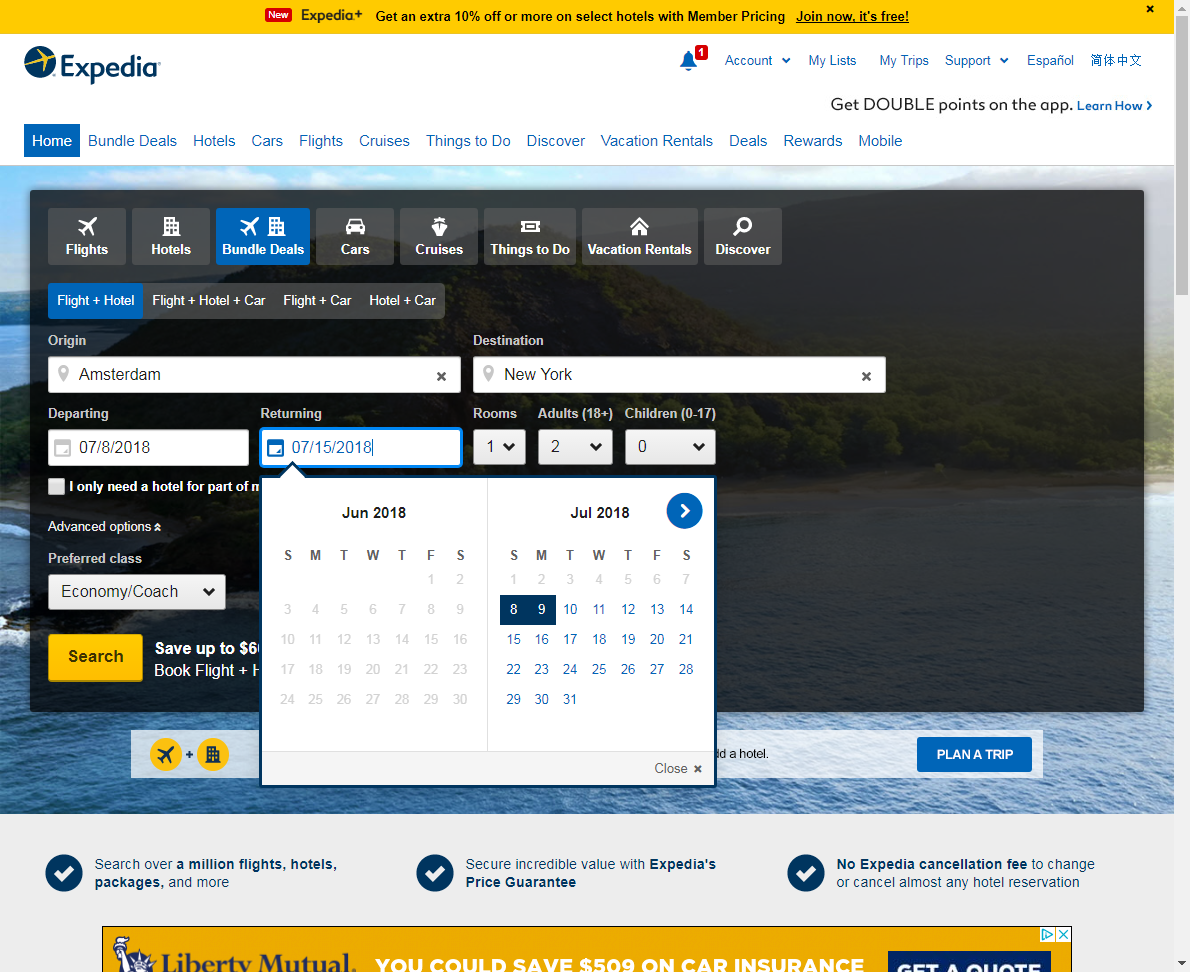 New Expedia+ Get an extra 10% off or more on select hotels with Member Pricing Join now, it's free!
Expedia
1 Account My Lists My Trips Support Español 简体中文
Get DOUBLE points on the app. Learn How
Home Bundle Deals Hotels Cars Flights Cruises Things to Do Discover Vacation Rentals Deals Rewards Mobile
Flights Hotels Bundle Deals Cars Cruises Things to Do Vacation Rentals Discover
Flight + Hotel Flight + Hotel + Car Flight + Car Hotel + Car
Origin Destination
Amsterdam New York
Departing Returning Rooms Adults (18+) Children (0-17)
07/8/2018 07/15/2018 1 2 0
I only need a hotel for part of m
Advanced options
Preferred class
Economy/Coach
Search
Save up to $6
Book Flight + H
Jun 2018
S M T W T F S
1 2
3 4 5 6 7 8 9
10 11 12 13 14 15 16
17 18 19 20 21 22 23
24 25 26 27 28 29 30
Jul 2018
S M T W T F S
1 2 3 4 5 6 7
8 9 10 11 12 13 14
15 16 17 18 19 20 21
22 23 24 25 26 27 28
29 30 31
Close
+ dd a hotel. PLAN A TRIP
Search over a million flights, hotels,
packages, and more
Secure incredible value with Expedia's
Price Guarantee
No Expedia cancellation fee to change
or cancel almost any hotel reservation
Liberty Mutual. YOU COULD SAVE $509 ON CAR INSURANCE GET A QUOTE